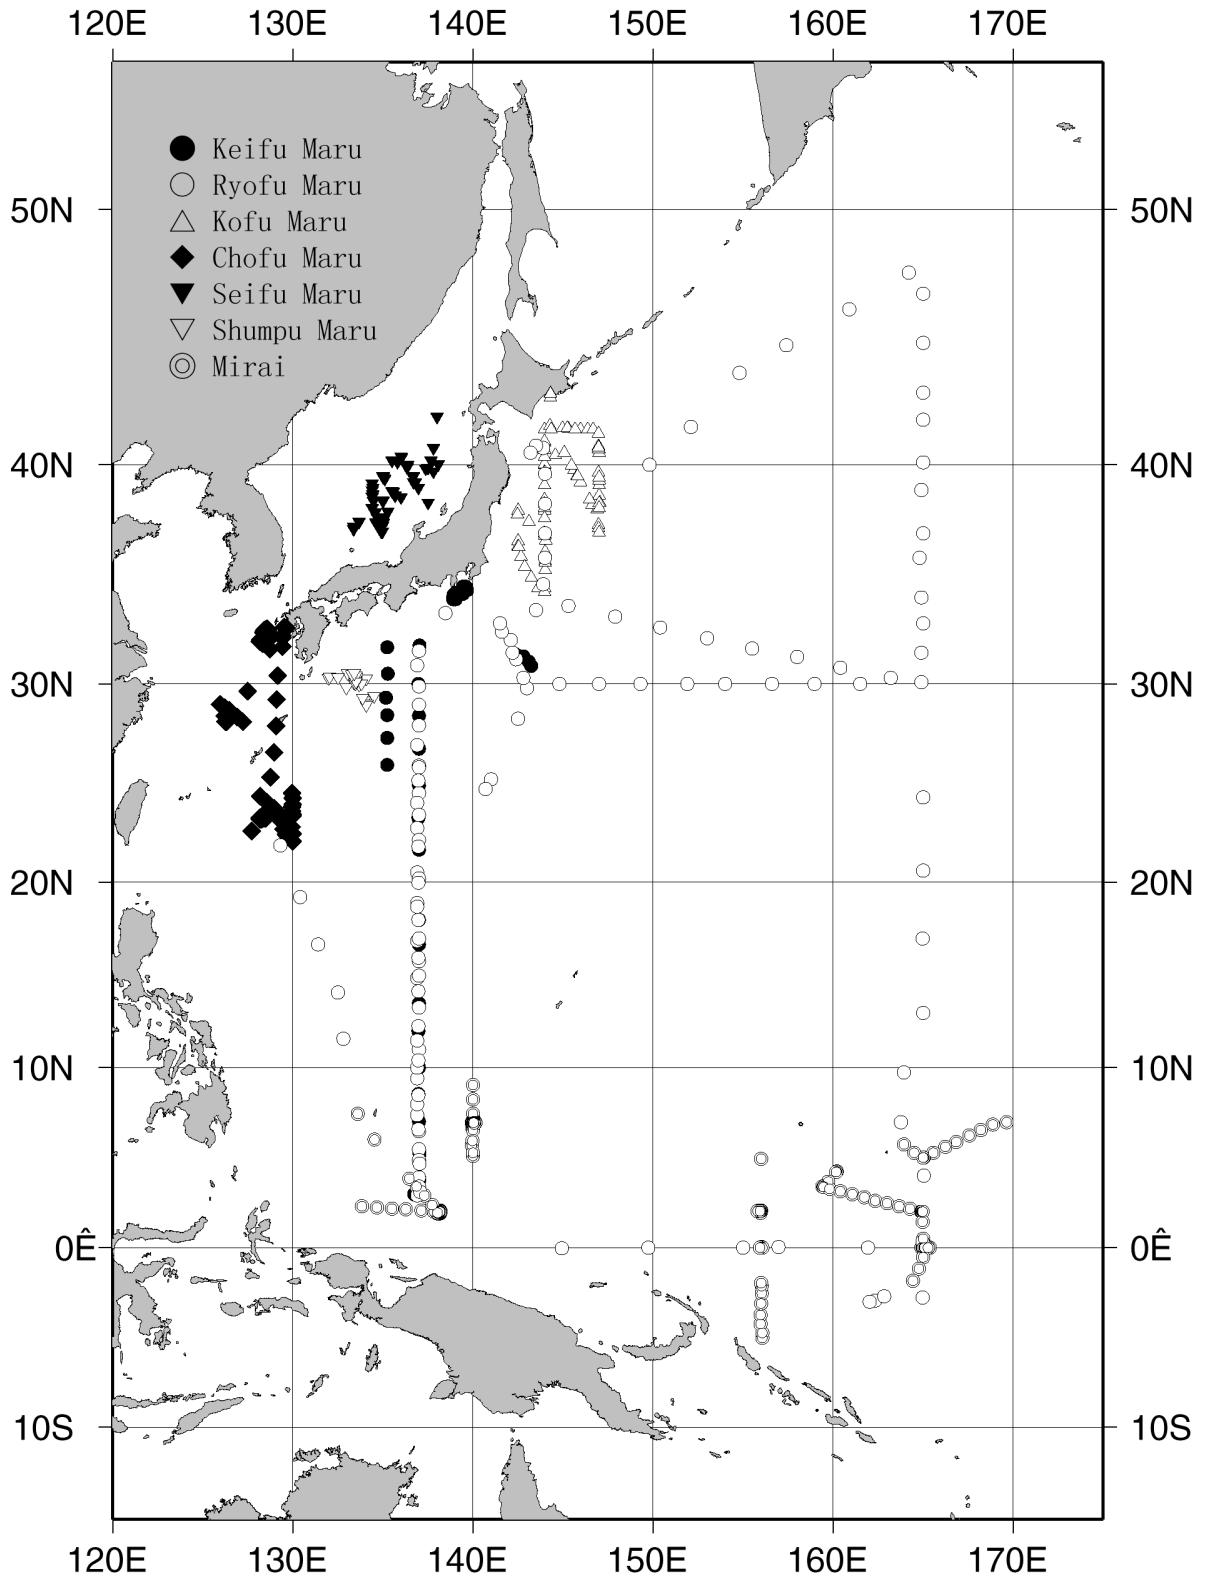 120E 130E 140E 150E 160E 170E
Keifu Maru
Ryofu Maru
50N 50N
Kofu Maru
Chofu Maru
Seifu Maru
Shumpu Maru
Mirai
40N 40N
30N 30N
20N 20N
10N 10N
0Ê 0Ê
10S 10S
120E 130E 140E 150E 160E 170E